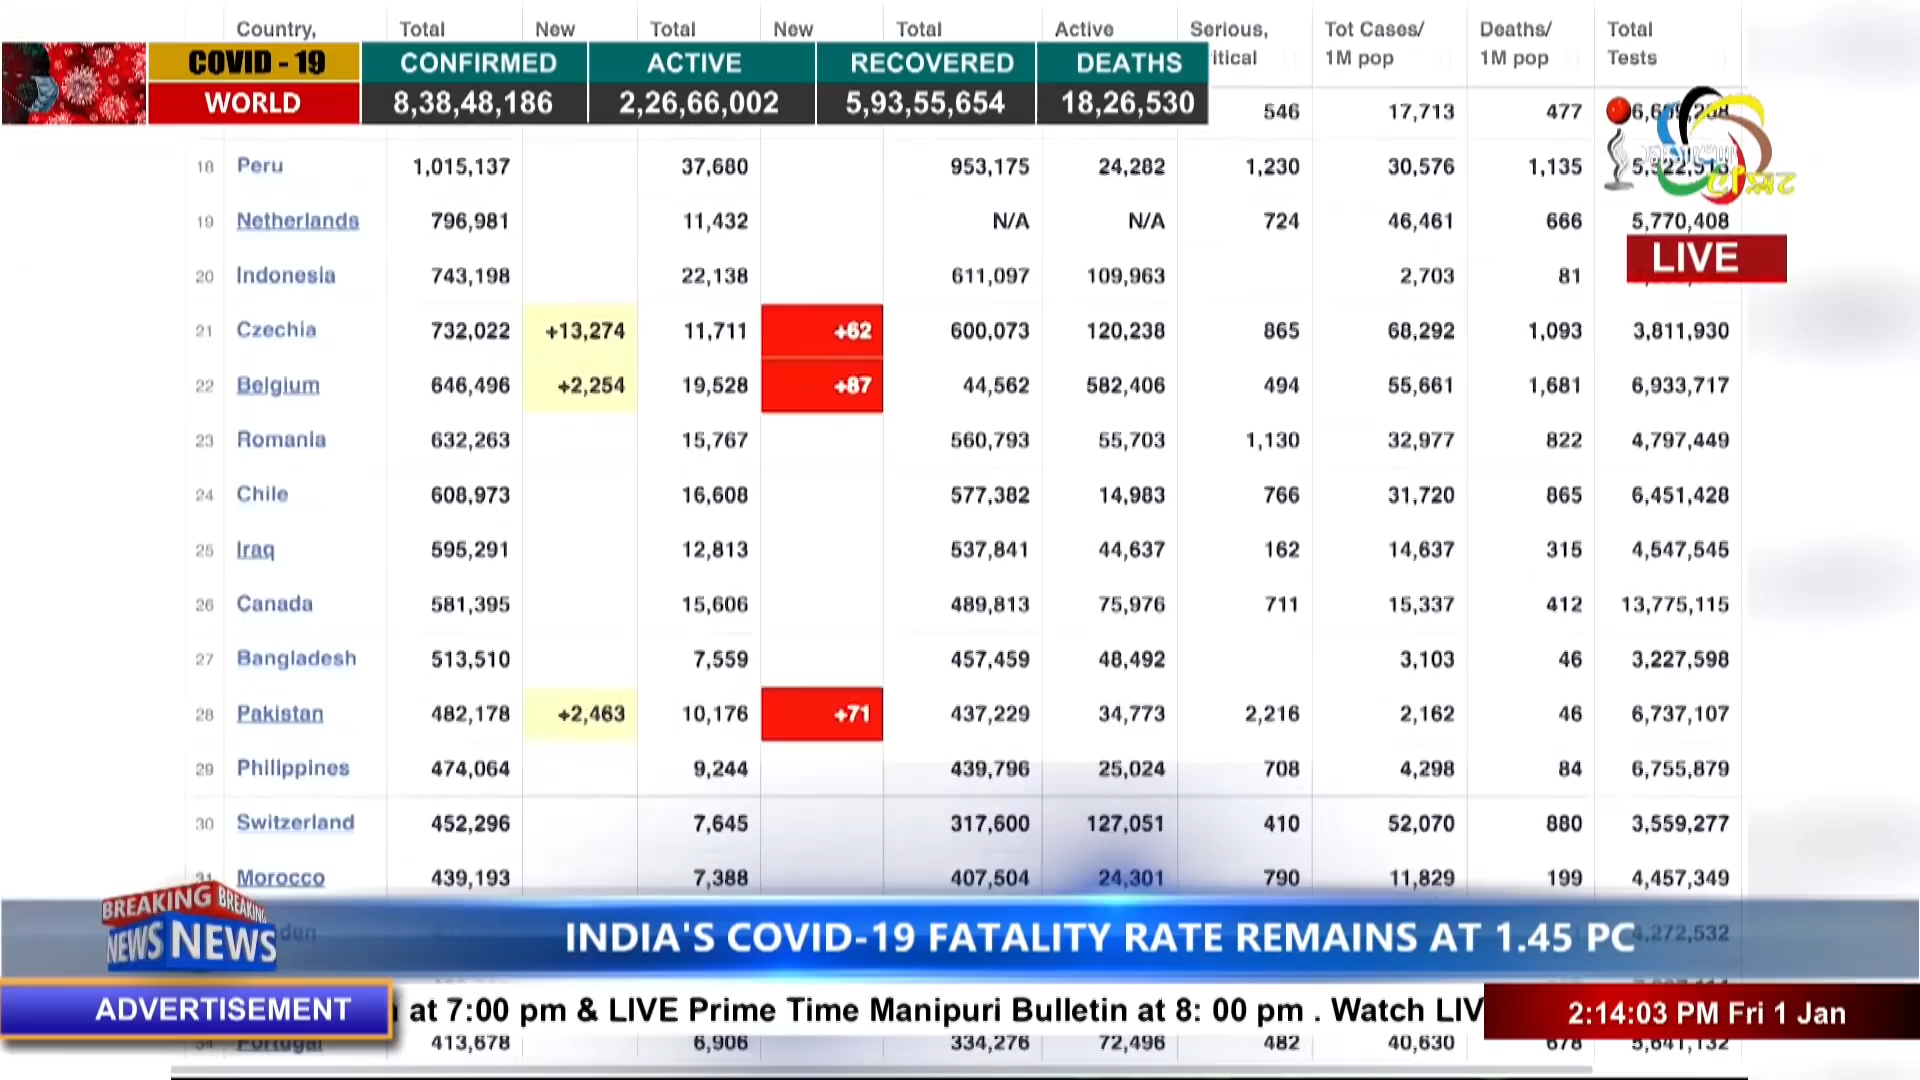 Country, Total New Total New Total Active Serious, Tot Cases/ Deaths/ Total
itical 1M pop 1M pop Tests
COVID - 19 CONFIRMED ACTIVE RECOVERED DEATHS
WORLD 8,38,48,186 2,26,66,002 5,93,55,654 18,26,530
546 17,713 477
18 Peru 1,015,137 37,680 953,175 24,282 1,230 30,576 1,135
19 Netherlands 796,981 11,432 N/A N/A 724 46,461 666 5,770,408
LIVE
20 Indonesia 743,198 22,138 611,097 109,963 2,703 81
21 Czechia 732,022 +13,274 11,711 +62 600,073 120,238 865 68,292 1,093 3,811,930
22 Belgium 646,496 +2,254 19,528 +87 44,562 582,406 494 55,661 1,681 6,933,717
23 Romania 632,263 15,767 560,793 55,703 1,130 32,977 822 4,797,449
24 Chile 608,973 16,608 577,382 14,983 766 31,720 865 6,451,428
25 Iraq 595,291 12,813 537,841 44,637 162 14,637 315 4,547,545
26 Canada 581,395 15,606 489,813 75,976 711 15,337 412 13,775,115
27 Bangladesh 513,510 7,559 457,459 48,492 3,103 46 3,227,598
28 Pakistan 482,178 +2,463 10,176 +71 437,229 34,773 2,216 2,162 46 6,737,107
29 Philippines 474,064 9,244 439,796 25,024 708 4,298 84 6,755,879
30 Switzerland 452,296 7,645 317,600 127,051 410 52,070 880 3,559,277
31 Morocco 439,193 7,388 407,504 24,301 790 11,829 199 4,457,349
BREAKING BREAKING
NEWS NEWS
den 4,272,532
INDIA'S COVID-19 FATALITY RATE REMAINS AT 1.45 PC
ADVERTISEMENT at 7:00 pm & LIVE Prime Time Manipuri Bulletin at 8: 00 pm . Watch LIV 2:14:03 PM Fri 1 Jan
34 Portugal 413,678 6,906 334,276 72,496 482 40,630 678 5,641,132